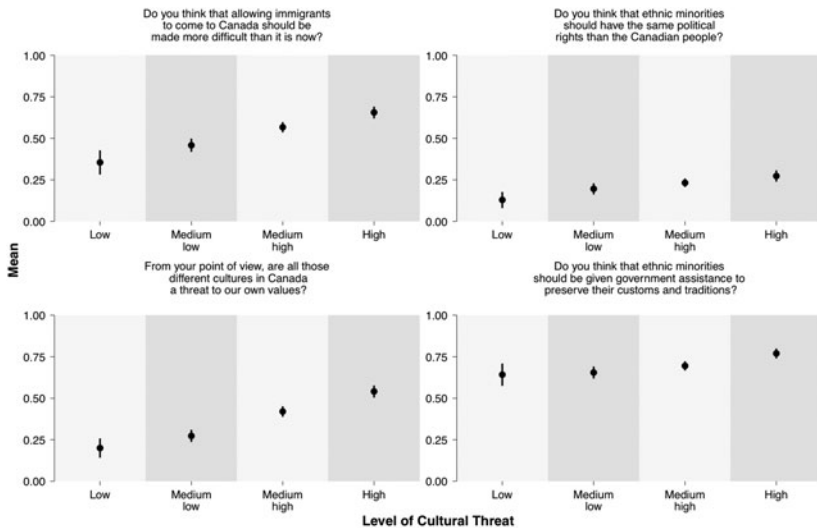 Do you think that allowing immigrants
to come to Canada should be
made more difficult than it is now?
1.00
0.75
0.50
0.25
0.00
Low
Medium
low
Medium
high
High
Do you think that ethnic minorities
should have the same political
rights than the Canadian people?
1.00
0.75
0.50
0.25
0.00
Low
Medium
low
Medium
high
High
Mean
From your point of view, are all those
different cultures in Canada
a threat to our own values?
1.00
0.75
0.50
0.25
0.00
Low
Medium
low
Medium
high
High
Do you think that ethnic minorities
should be given government assistance to
preserve their customs and traditions?
1.00
0.75
0.50
0.25
0.00
Low
Medium
low
Medium
high
High
Level of Cultural Threat